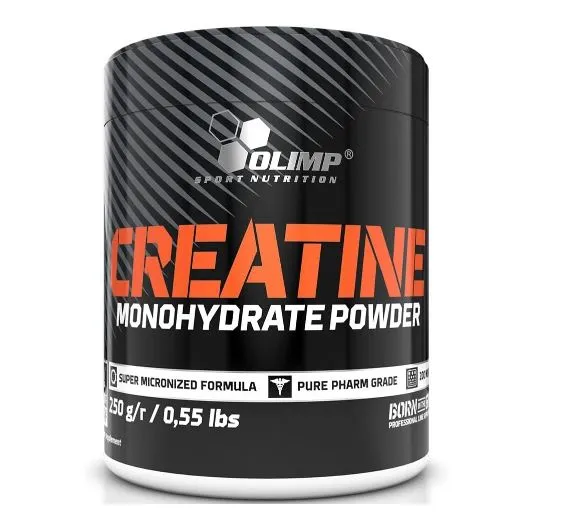 OLIMP®
SPORT NUTRITION
CREATINE
MONOHYDRATE POWDER
SUPER MICRONIZED FORMULA PURE PHARM GRADE
250 g/r / 0,55 lbs
BORN
PROFESSIONAL LINE